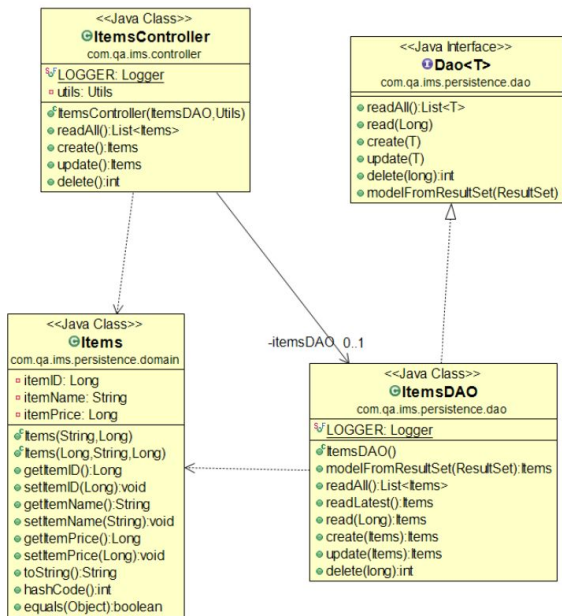 <<Java Class>>
ItemsController
com.qa.ims.controller
LOGGER: Logger
utils: Utils
ItemsController(ItemsDAO,Utils)
readAll():List<Items>
create():Items
update():Items
delete():int
<<Java Interface>>
Dao<T>
com.qa.ims.persistence.dao
readAll():List<T>
read(Long)
create(T)
update(T)
delete(long):int
modelFromResultSet(ResultSet)
-itemsDAO 0..1
<<Java Class>>
Items
com.qa.ims.persistence.domain
itemID: Long
itemName: String
itemPrice: Long
Items(String,Long)
Items(Long,String,Long)
getItemID():Long
setItemID(Long):void
getItemName():String
setItemName(String):void
getItemPrice():Long
setItemPrice(Long):void
toString():String
hashCode():int
equals(Object):boolean
<<Java Class>>
ItemsDAO
com.qa.ims.persistence.dao
LOGGER: Logger
ItemsDAO()
modelFromResultSet(ResultSet):Items
readAll():List<Items>
readLatest():Items
read(Long):Items
create(Items):Items
update(Items):Items
delete(long):int